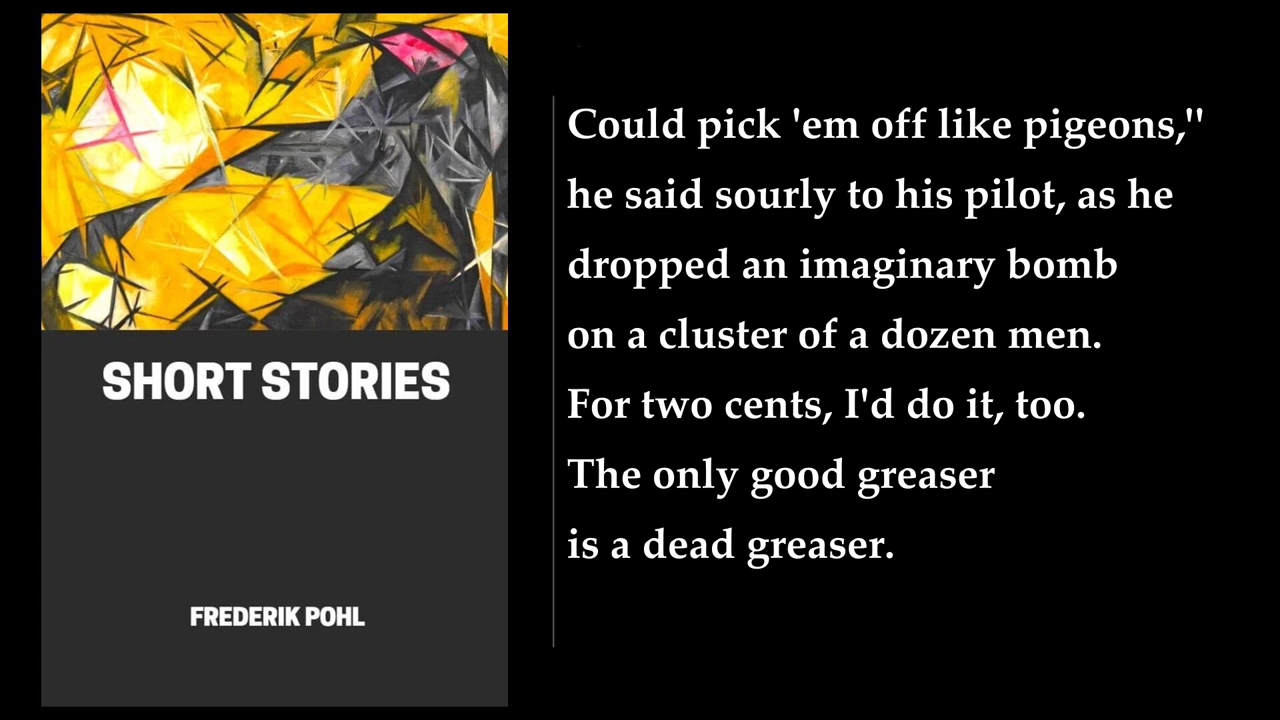 SHORT STORIES
FREDERIK POHL
Could pick 'em off like pigeons,"
he said sourly to his pilot, as he
dropped an imaginary bomb
on a cluster of a dozen men.
For two cents, I'd do it, too.
The only good greaser
is a dead greaser.